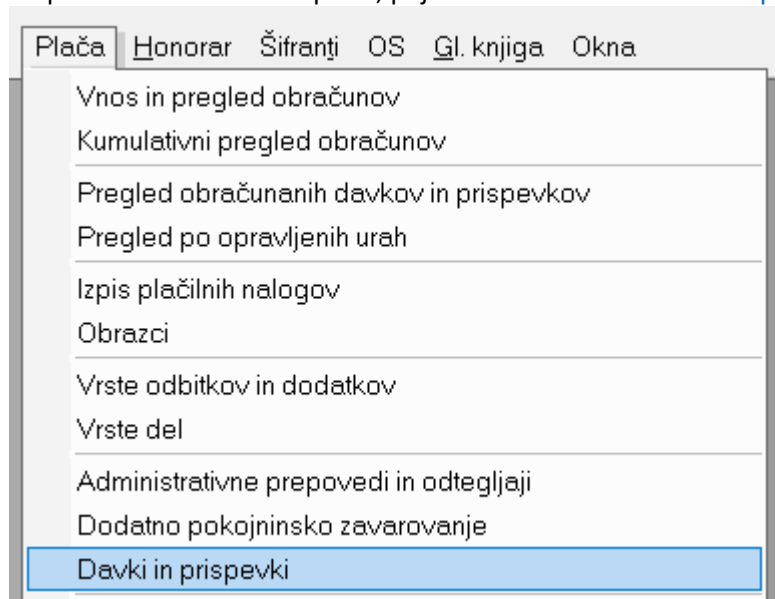 Plača Honorar Šifranti OS Gl. knjiga Okna
Vnos in pregled obračunov
Kumulativni pregled obračunov
Pregled obračunanih davkov in prispevkov
Pregled po opravljenih urah
Izpis plačilnih nalogov
Obrazci
Vrste odbitkov in dodatkov
Vrste del
Administrativne prepovedi in odtegljaji
Dodatno pokojninsko zavarovanje
Davki in prispevki